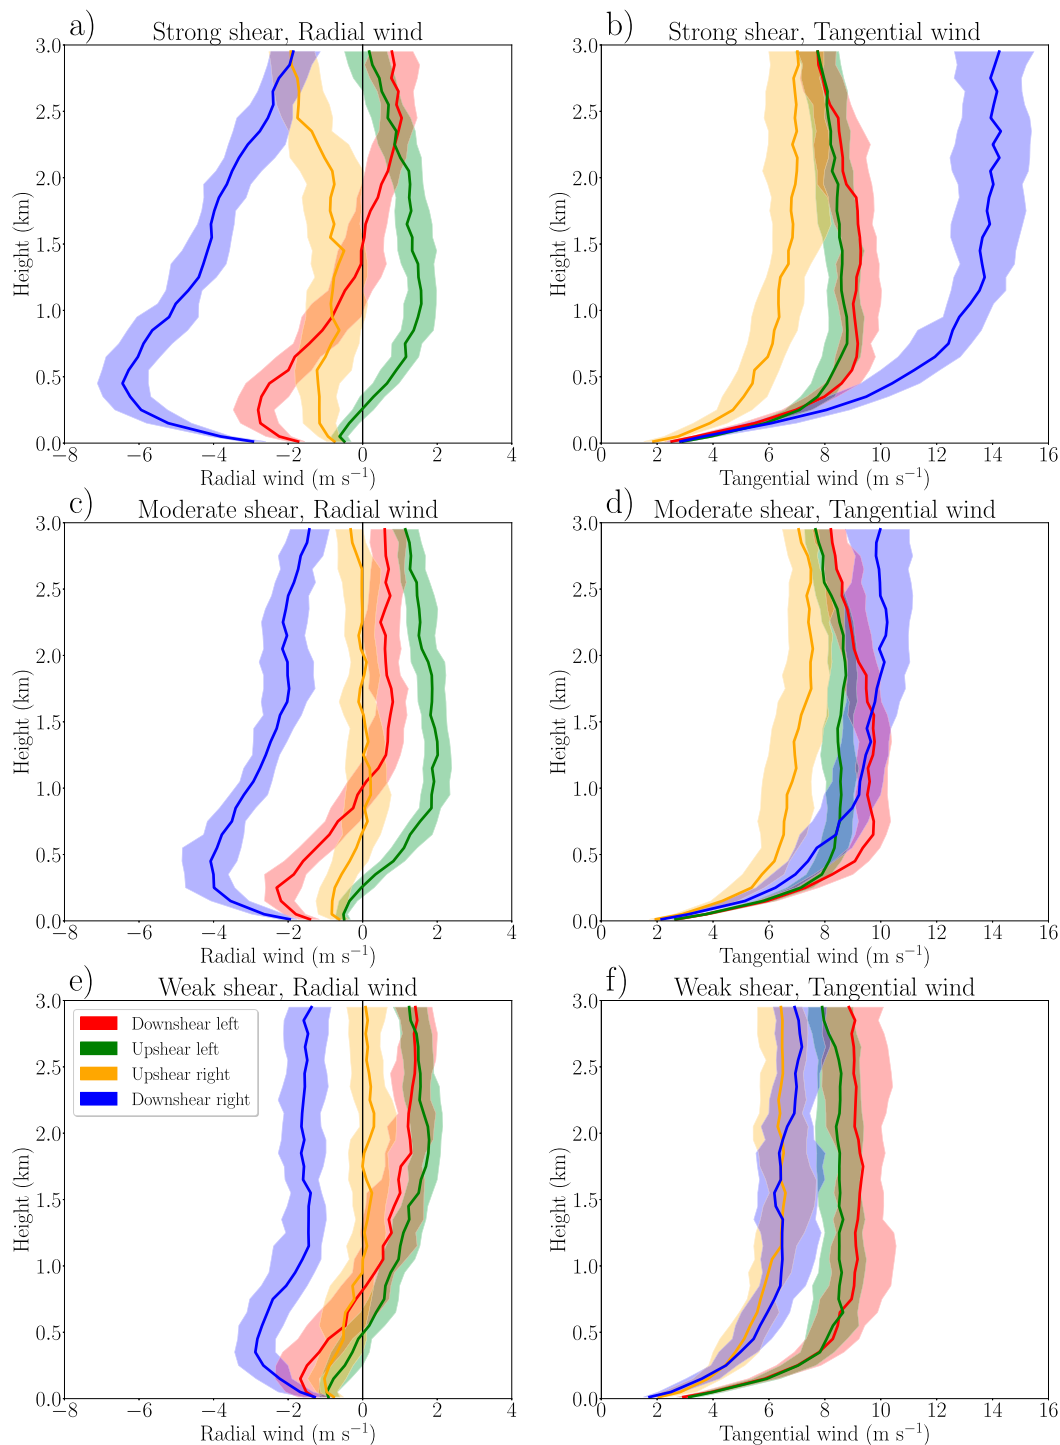 a) Strong shear, Radial wind
3.0
2.5
2.0
1.5
1.0
0.5
0.0
Height (km)
−8 −6 −4 −2 0 2 4
Radial wind (m s⁻¹)
b) Strong shear, Tangential wind
3.0
2.5
2.0
1.5
1.0
0.5
0.0
Height (km)
0 2 4 6 8 10 12 14 16
Tangential wind (m s⁻¹)
c) Moderate shear, Radial wind
3.0
2.5
2.0
1.5
1.0
0.5
0.0
Height (km)
−8 −6 −4 −2 0 2 4
Radial wind (m s⁻¹)
d) Moderate shear, Tangential wind
3.0
2.5
2.0
1.5
1.0
0.5
0.0
Height (km)
0 2 4 6 8 10 12 14 16
Tangential wind (m s⁻¹)
e) Weak shear, Radial wind
3.0
2.5
2.0
1.5
1.0
0.5
0.0
Height (km)
Downshear left
Upshear left
Upshear right
Downshear right
−8 −6 −4 −2 0 2 4
Radial wind (m s⁻¹)
f) Weak shear, Tangential wind
3.0
2.5
2.0
1.5
1.0
0.5
0.0
Height (km)
0 2 4 6 8 10 12 14 16
Tangential wind (m s⁻¹)